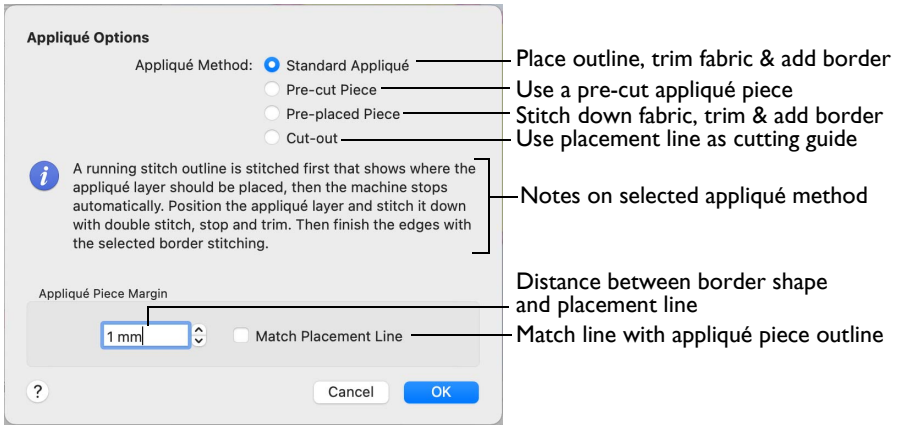 Appliqué Options
Appliqué Method: Standard Appliqué
Place outline, trim fabric & add border
Pre-cut Piece
Use a pre-cut appliqué piece
Pre-placed Piece
Stitch down fabric, trim & add border
Cut-out
Use placement line as cutting guide
i
A running stitch outline is stitched first that shows where the
appliqué layer should be placed, then the machine stops
automatically. Position the appliqué layer and stitch it down
with double stitch, stop and trim. Then finish the edges with
the selected border stitching.
Notes on selected appliqué method
Distance between border shape
and placement line
Appliqué Piece Margin
1 mm
Match Placement Line
Match line with appliqué piece outline
?
Cancel
OK